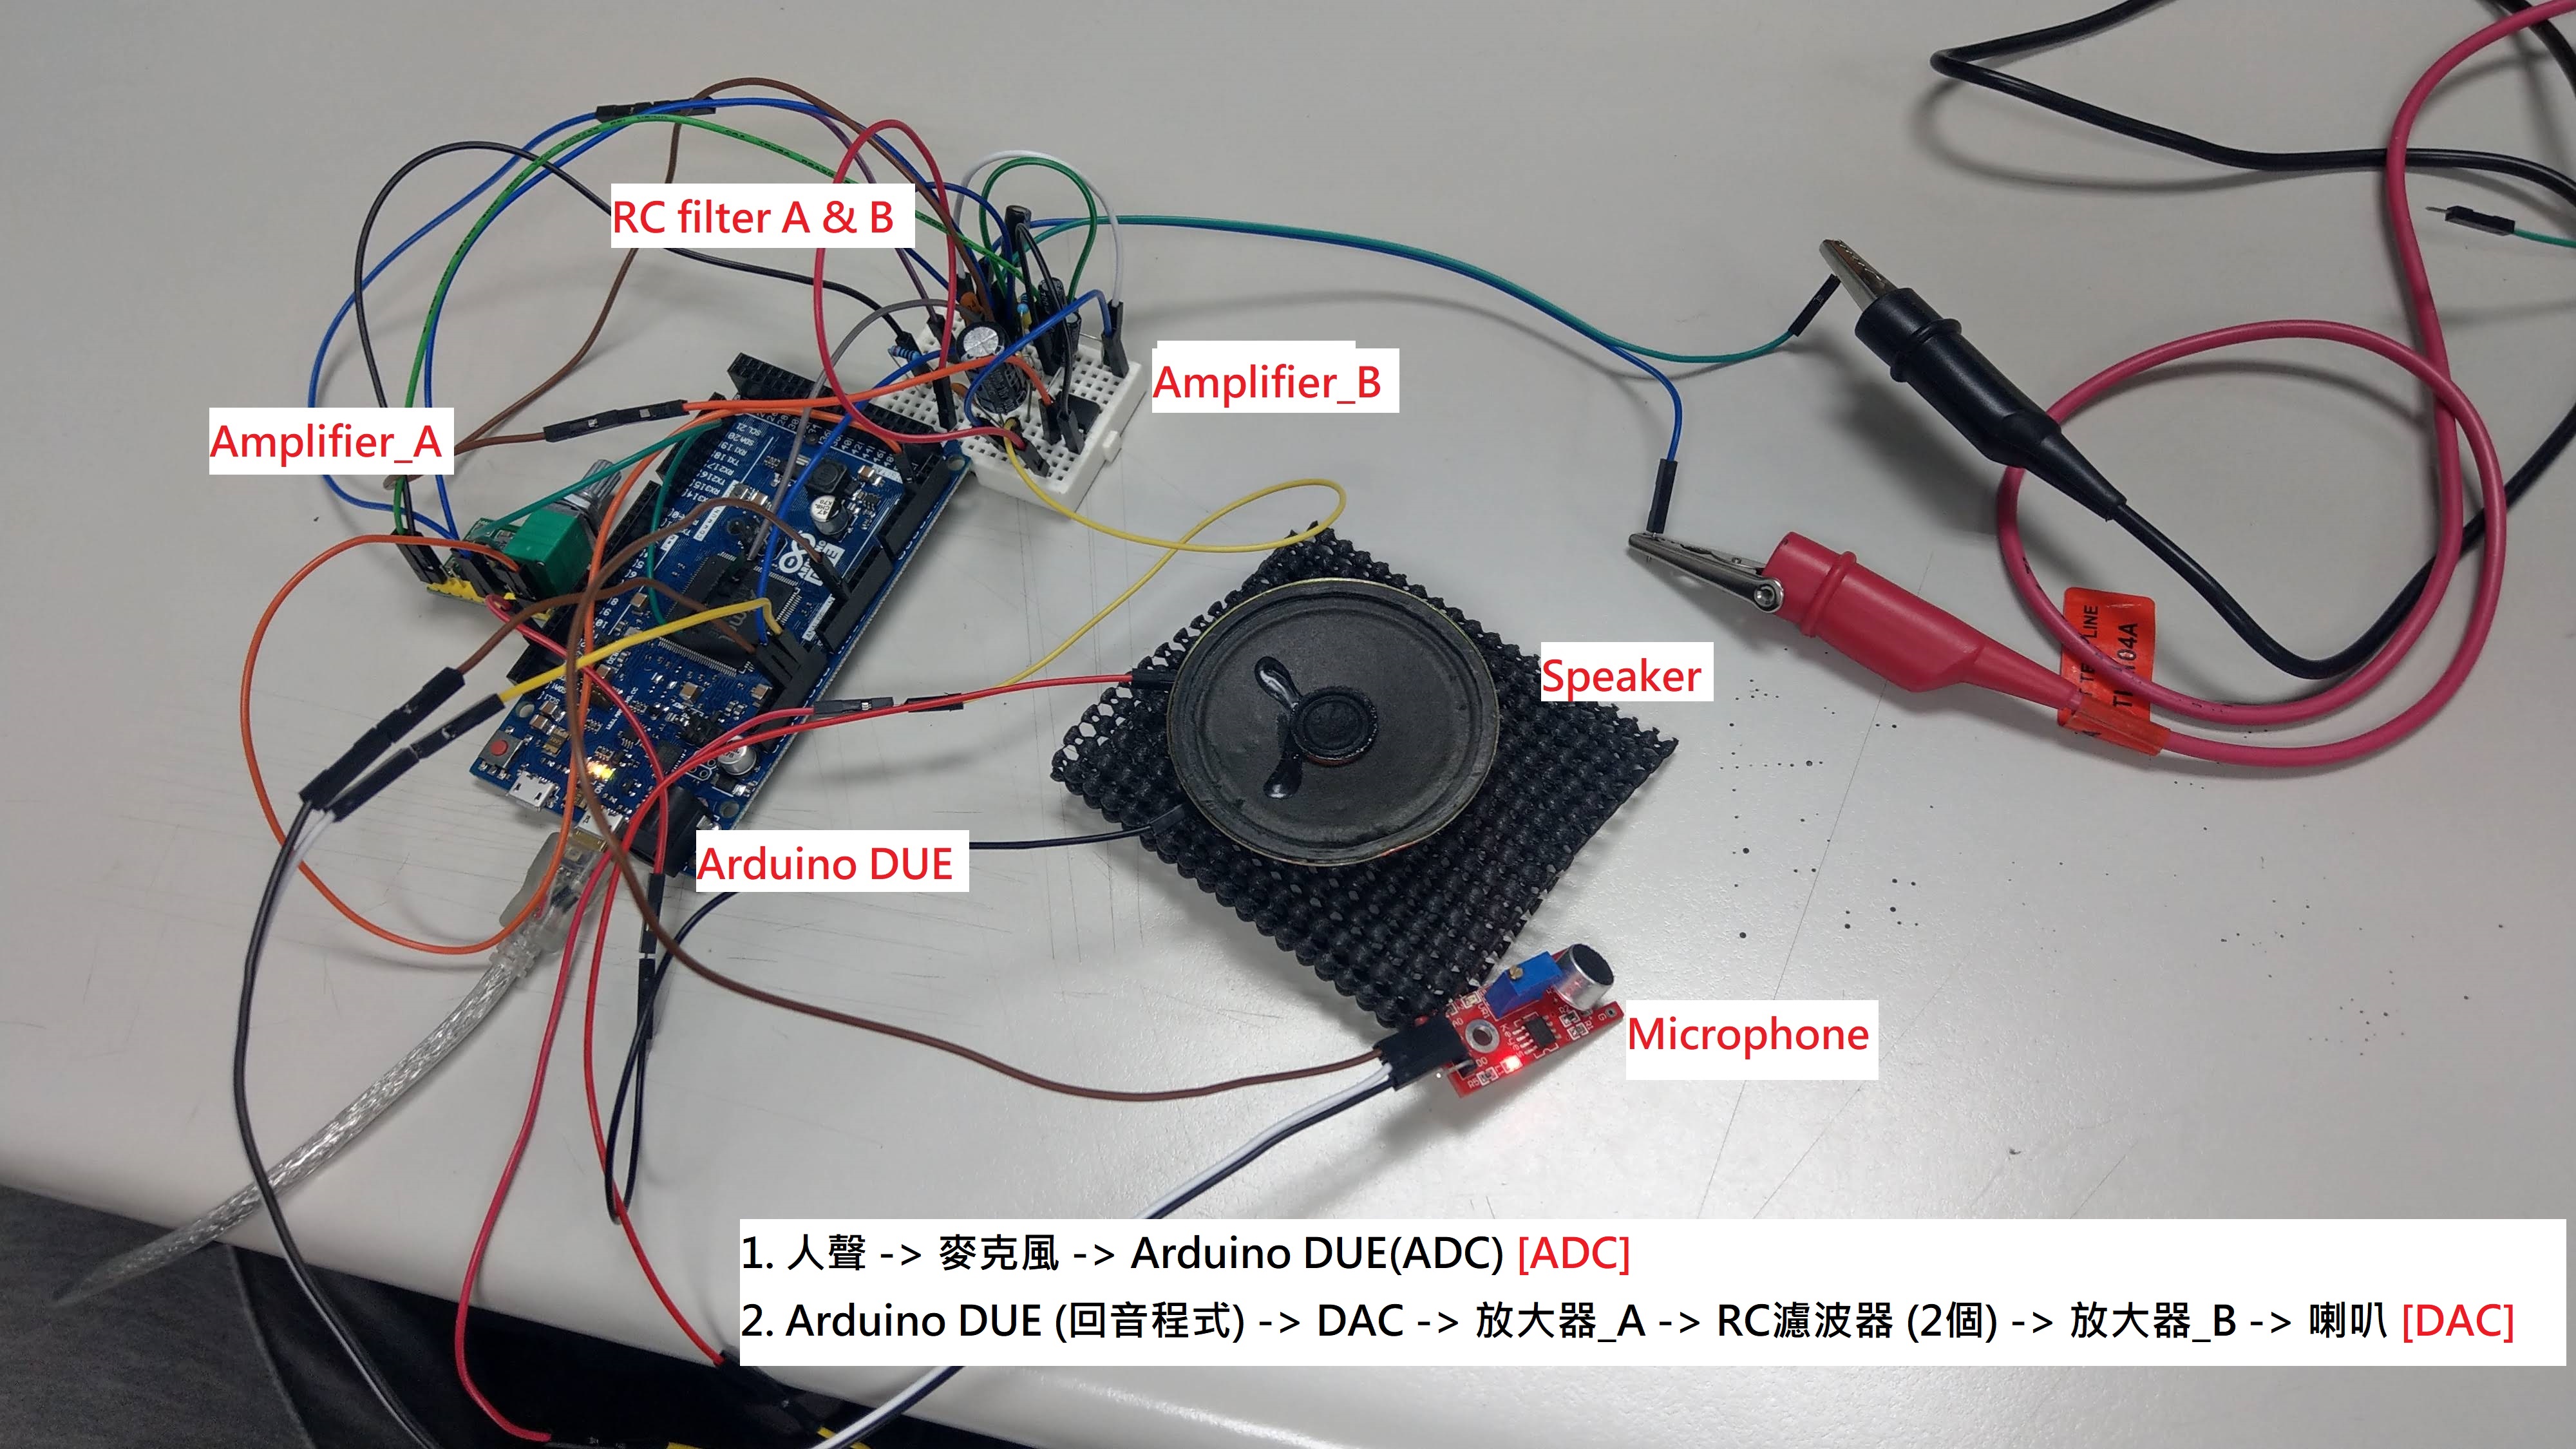 RC filter A & B
Amplifier_B
Amplifier_A
Speaker
Arduino DUE
Microphone
1. 人聲 -> 麥克風 -> Arduino DUE(ADC) [ADC]
2. Arduino DUE (回音程式) -> DAC -> 放大器_A -> RC濾波器 (2個) -> 放大器_B -> 喇叭 [DAC]